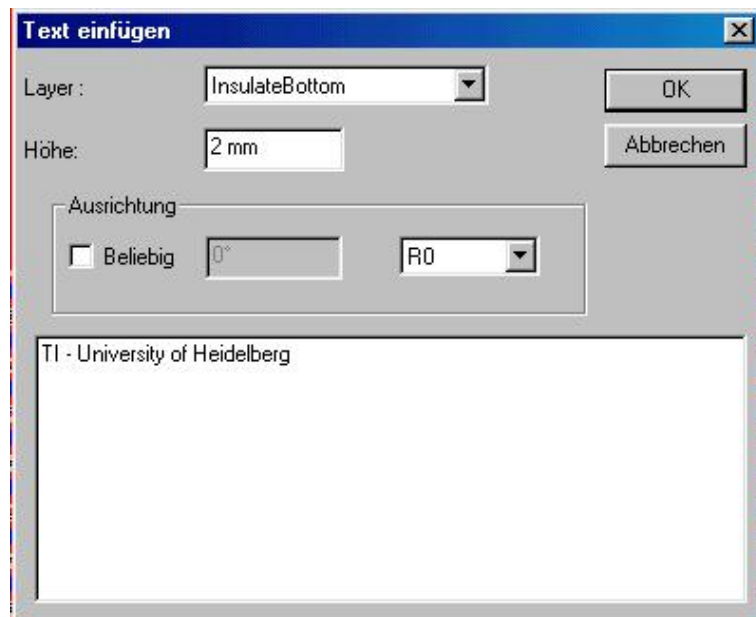 Text einfügen
Layer :
InsulateBottom
OK
Höhe:
2 mm
Abbrechen
Ausrichtung
Beliebig
0°
R0
TI - University of Heidelberg